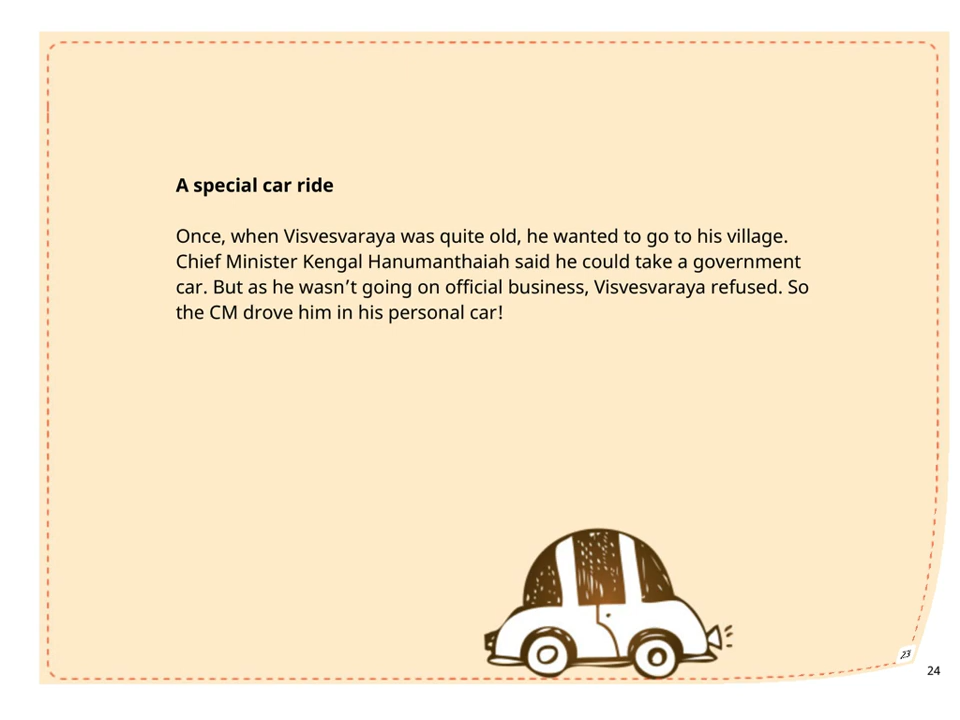 A special car ride
Once, when Visvesvaraya was quite old, he wanted to go to his village.
Chief Minister Kengal Hanumanthaiah said he could take a government
car. But as he wasn’t going on official business, Visvesvaraya refused. So
the CM drove him in his personal car!
23
24